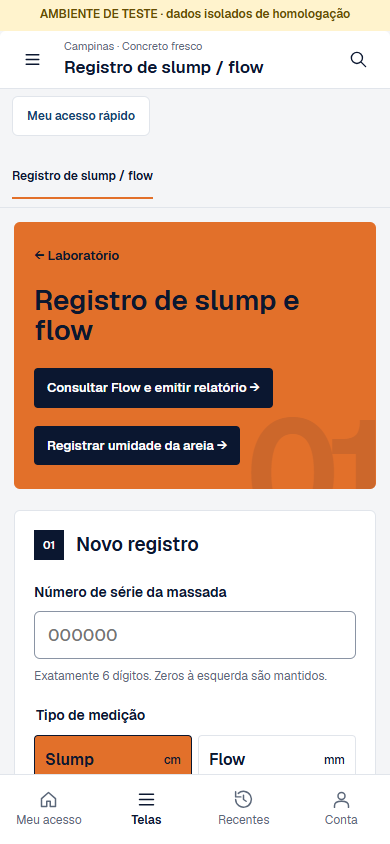 AMBIENTE DE TESTE · dados isolados de homologação
Campinas · Concreto fresco
Registro de slump / flow
Meu acesso rápido
Registro de slump / flow
← Laboratório
Registro de slump e
flow
Consultar Flow e emitir relatório →
Registrar umidade da areia →
01
01 Novo registro
Número de série da massada
000000
Exatamente 6 dígitos. Zeros à esquerda são mantidos.
Tipo de medição
Slump cm Flow mm
Meu acesso Telas Recentes Conta